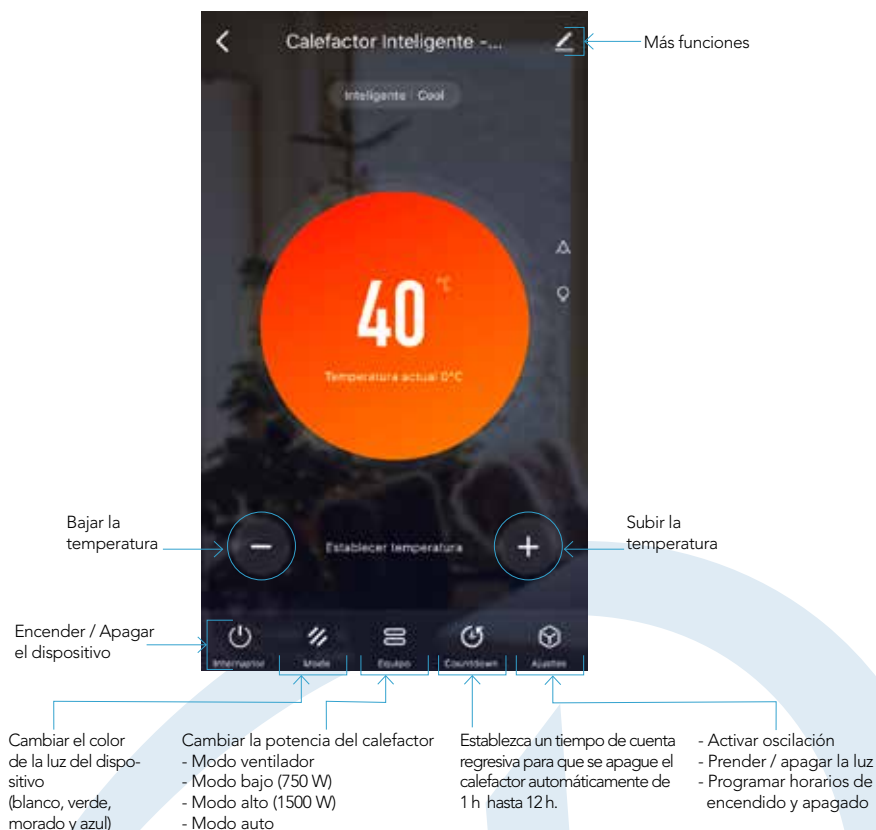 Calefactor Inteligente -...
Más funciones
Inteligente | Cool
40 °C
Temperatura actual 0°C
Bajar la
temperatura
Establecer temperatura
Subir la
temperatura
Encender / Apagar
el dispositivo
Interruptor
Mode
Equipo
Countdown
Ajustes
Cambiar el color
de la luz del dispo-
sitivo
(blanco, verde,
morado y azul)
Cambiar la potencia del calefactor
- Modo ventilador
- Modo bajo (750 W)
- Modo alto (1500 W)
- Modo auto
Establezca un tiempo de cuenta
regresiva para que se apague el
calefactor automáticamente de
1 h hasta 12 h.
- Activar oscilación
- Prender / apagar la luz
- Programar horarios de
encendido y apagado